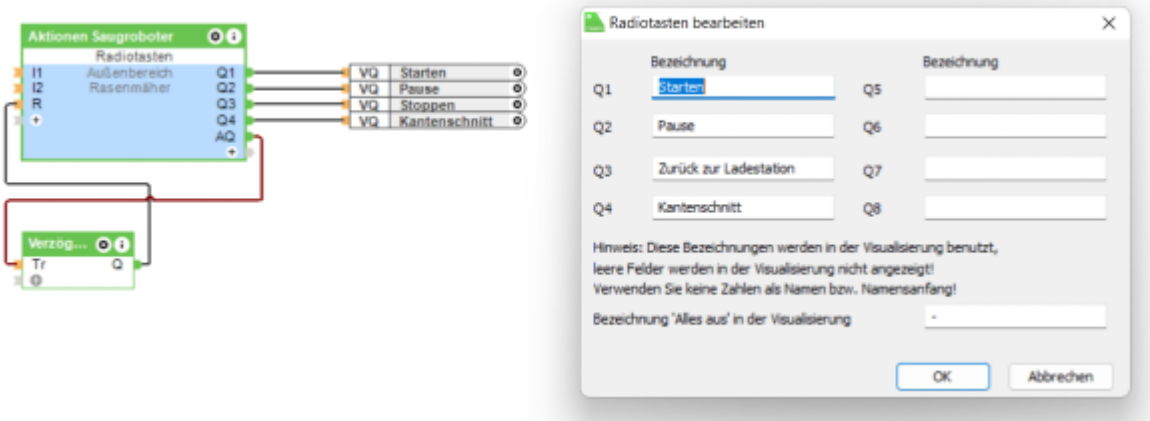 Aktionen Saugroboter
Radiotasten
I1 Außenbereich Q1
I2 Rasenmäher Q2
R Q3
Q4
AQ
VQ Starten
VQ Pause
VQ Stoppen
VQ Kantenschnitt
Verzög...
Tr Q
Radiotasten bearbeiten
Bezeichnung Bezeichnung
Q1 Starten Q5
Q2 Pause Q6
Q3 Zurück zur Ladestation Q7
Q4 Kantenschnitt Q8
Hinweis: Diese Bezeichnungen werden in der Visualisierung benutzt,
leere Felder werden in der Visualisierung nicht angezeigt!
Verwenden Sie keine Zahlen als Namen bzw. Namensanfang!
Bezeichnung 'Alles aus' in der Visualisierung -
OK Abbrechen